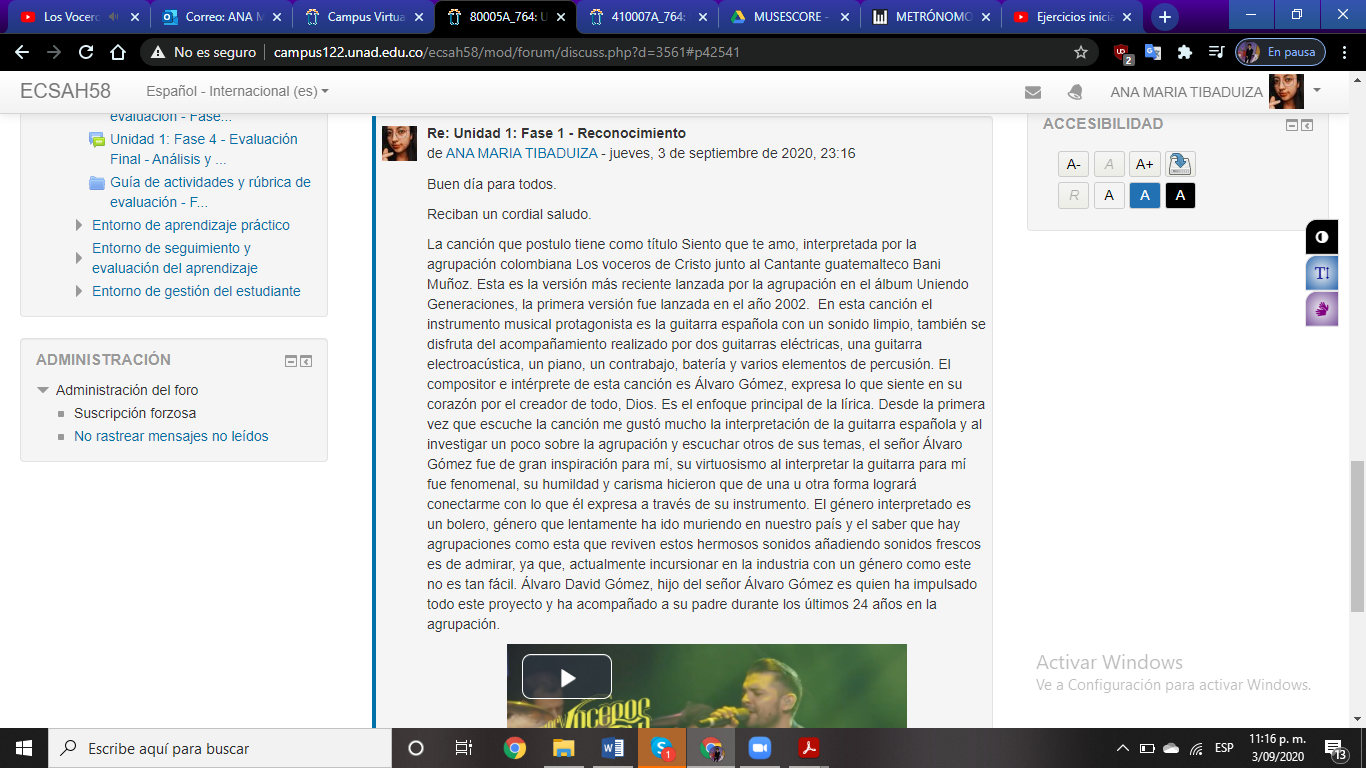 Los Vocero
Correo: ANA M
Campus Virtua
80005A_764: U
410007A_764:
MUSESCORE -
METRÓNOMO
Ejercicios inicia
No es seguro
campus122.unad.edu.co/ecsah58/mod/forum/discuss.php?d=3561#p42541
2
En pausa
ECSAH58
Español - Internacional (es)
ANA MARIA TIBADUIZA
evaluación - Fase...
Unidad 1: Fase 4 - Evaluación
Final - Análisis y ...
Guía de actividades y rúbrica de
evaluación - F...
Entorno de aprendizaje práctico
Entorno de seguimiento y
evaluación del aprendizaje
Entorno de gestión del estudiante
ADMINISTRACIÓN
Administración del foro
Suscripción forzosa
No rastrear mensajes no leídos
Re: Unidad 1: Fase 1 - Reconocimiento
de ANA MARIA TIBADUIZA - jueves, 3 de septiembre de 2020, 23:16
Buen día para todos.
Reciban un cordial saludo.
La canción que postulo tiene como título Siento que te amo, interpretada por la
agrupación colombiana Los voceros de Cristo junto al Cantante guatemalteco Bani
Muñoz. Esta es la versión más reciente lanzada por la agrupación en el álbum Uniendo
Generaciones, la primera versión fue lanzada en el año 2002.  En esta canción el
instrumento musical protagonista es la guitarra española con un sonido limpio, también se
disfruta del acompañamiento realizado por dos guitarras eléctricas, una guitarra
electroacústica, un piano, un contrabajo, batería y varios elementos de percusión. El
compositor e intérprete de esta canción es Álvaro Gómez, expresa lo que siente en su
corazón por el creador de todo, Dios. Es el enfoque principal de la lírica. Desde la primera
vez que escuche la canción me gustó mucho la interpretación de la guitarra española y al
investigar un poco sobre la agrupación y escuchar otros de sus temas, el señor Álvaro
Gómez fue de gran inspiración para mí, su virtuosismo al interpretar la guitarra para mí
fue fenomenal, su humildad y carisma hicieron que de una u otra forma logrará
conectarme con lo que él expresa a través de su instrumento. El género interpretado es
un bolero, género que lentamente ha ido muriendo en nuestro país y el saber que hay
agrupaciones como esta que reviven estos hermosos sonidos añadiendo sonidos frescos
es de admirar, ya que, actualmente incursionar en la industria con un género como este
no es tan fácil. Álvaro David Gómez, hijo del señor Álvaro Gómez es quien ha impulsado
todo este proyecto y ha acompañado a su padre durante los últimos 24 años en la
agrupación.
VOCEROS
ACCESIBILIDAD
A- A A+
R A A A
T
Activar Windows
Ve a Configuración para activar Windows.
Escribe aquí para buscar
1
ESP
11:16 p. m.
3/09/2020
13